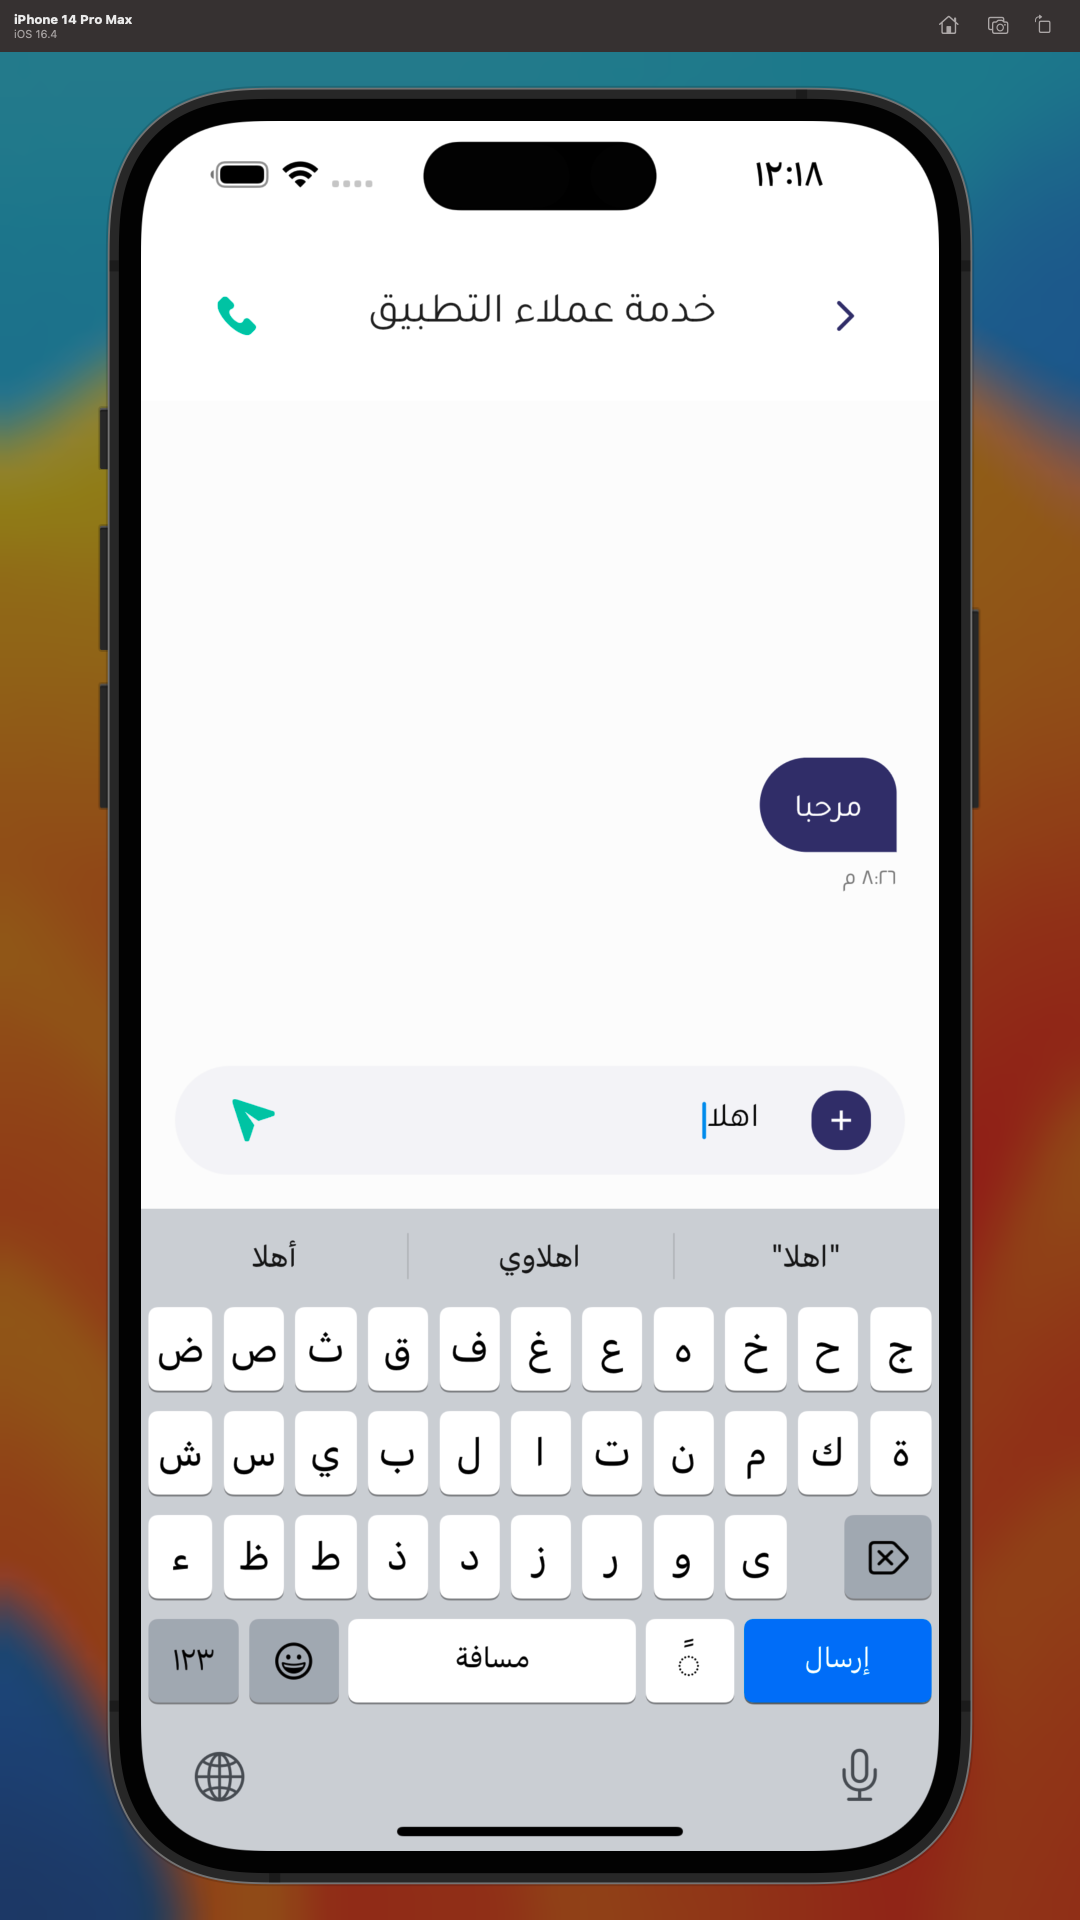 iPhone 14 Pro Max
iOS 16.4
١٢:١٨
خدمة عملاء التطبيق
مرحبا
٨:٢٦ م
اهلا
"اهلا" اهلاوي أهلا
ض ص ث ق ف غ ع ه خ ح ج
ش س ي ب ل ا ت ن م ك ة
ء ظ ط ذ د ز ر و ى
١٢٣ مسافة إرسال